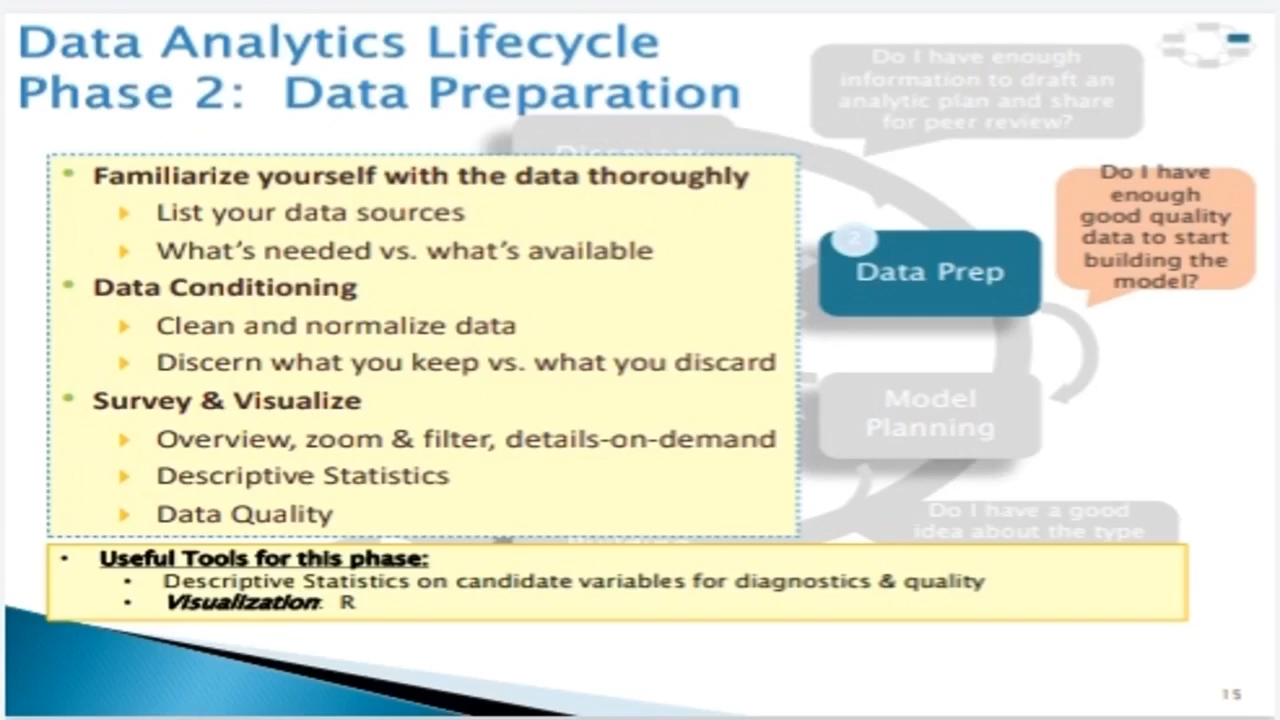 Data Analytics Lifecycle
Phase 2: Data Preparation
Do I have enough
information to draft an
analytic plan and share
for peer review?
Discovery
• Familiarize yourself with the data thoroughly
List your data sources
What's needed vs. what's available
• Data Conditioning
Clean and normalize data
Discern what you keep vs. what you discard
• Survey & Visualize
Overview, zoom & filter, details-on-demand
Descriptive Statistics
Data Quality
2
Data Prep
Do I have
enough
good quality
data to start
building the
model?
Model
Planning
Do I have a good
idea about the type
• Useful Tools for this phase:
• Descriptive Statistics on candidate variables for diagnostics & quality
• Visualization: R
15